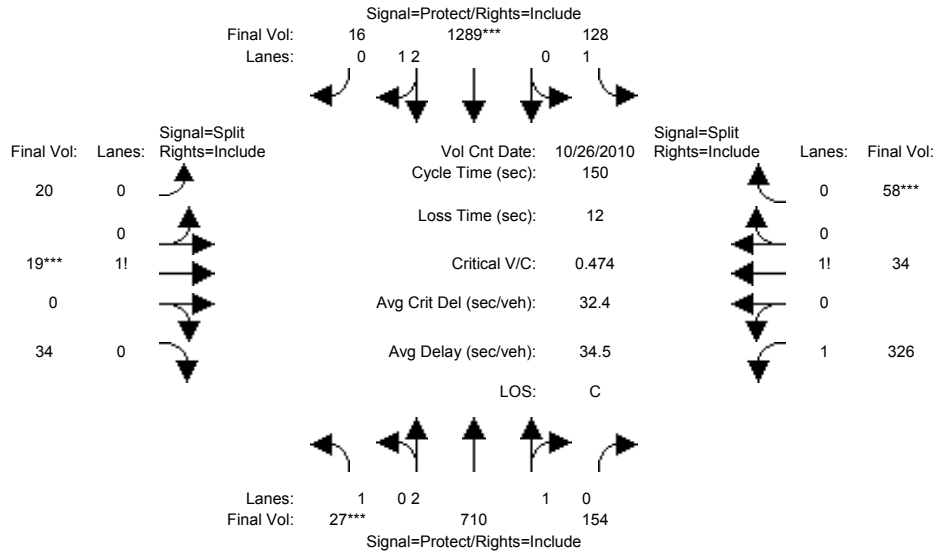 Signal=Protect/Rights=Include
Final Vol: 16 1289*** 128
Lanes: 0 1 2 0 1
Signal=Split Signal=Split
Final Vol: Lanes: Rights=Include Vol Cnt Date: 10/26/2010 Rights=Include Lanes: Final Vol:
Cycle Time (sec): 150
20 0 0 58***
Loss Time (sec): 12
0 0
19*** 1! Critical V/C: 0.474 1! 34
0 0 Avg Crit Del (sec/veh): 32.4 0
34 0 Avg Delay (sec/veh): 34.5 1 326
LOS: C
Lanes: 1 0 2 1 0
Final Vol: 27*** 710 154
Signal=Protect/Rights=Include